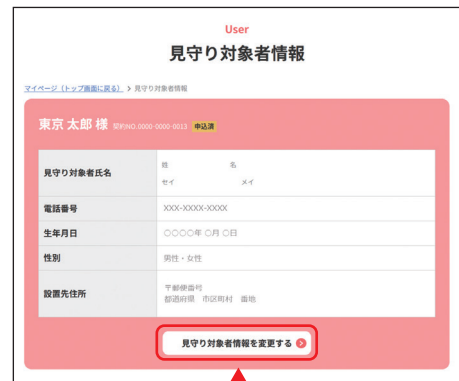 User
見守り対象者情報
マイページ（トップ画面に戻る） > 見守り対象者情報
東京 太郎 様 契約NO.0000-0000-0013 申込済
見守り対象者氏名 姓 名
セイ メイ
電話番号 XXX-XXXX-XXXX
生年月日 ○○○○年 ○月 ○日
性別 男性・女性
設置先住所 〒郵便番号
都道府県 市区町村 番地
見守り対象者情報を変更する